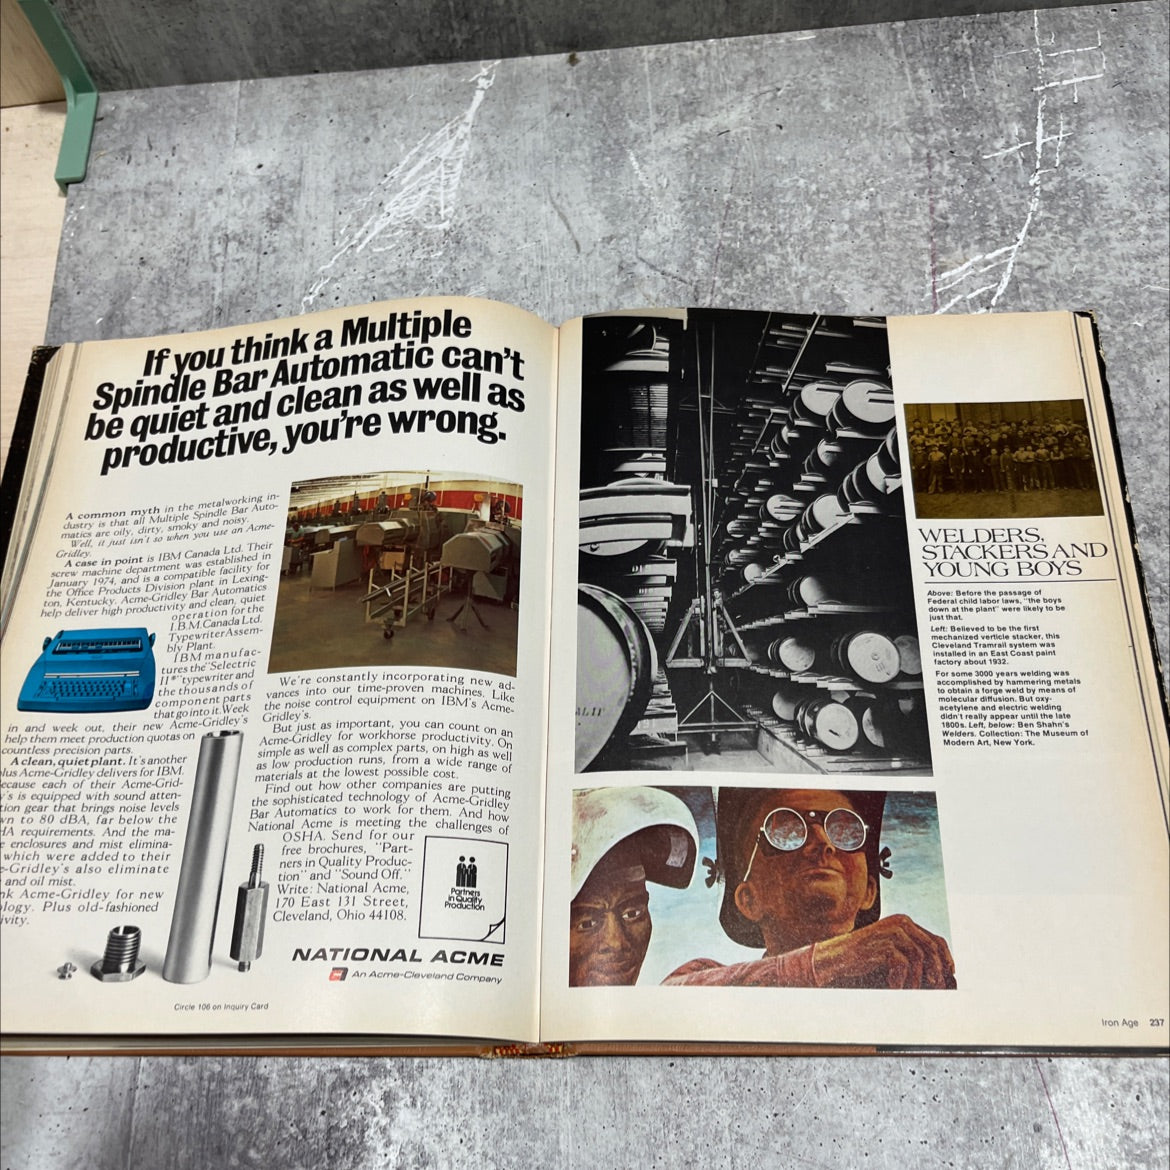 If you think a Multiple
Spindle Bar Automatic can't
be quiet and clean as well as
productive, you're wrong.
A common myth in the metalworking in-
dustry is that all Multiple Spindle Bar Auto-
matics are oily, dirty, smoky and noisy.
Well, it just isn't so when you use an Acme-
Gridley.
A case in point is IBM Canada Ltd. Their
screw machine department was established in
January 1974, and is a compatible facility for
the Office Products Division plant in Lexing-
ton, Kentucky. Acme-Gridley Bar Automatics
help deliver high productivity and clean, quiet
operation for the
I.B.M. Canada Ltd.
Typewriter Assem-
bly Plant.
IBM manufac-
tures the "Selectric
II®" typewriter and
the thousands of
component parts
that go into it. Week
in and week out, their new Acme-Gridley's
help them meet production quotas on
countless precision parts.
A clean, quiet plant. It's another
plus Acme-Gridley delivers for IBM.
ecause each of their Acme-Grid-
's is equipped with sound atten-
tion gear that brings noise levels
wn to 80 dBA, far below the
HA requirements. And the ma-
e enclosures and mist elimina-
which were added to their
e-Gridley's also eliminate
and oil mist.
nk Acme-Gridley for new
ology. Plus old-fashioned
ivity.
We're constantly incorporating new ad-
vances into our time-proven machines. Like
the noise control equipment on IBM's Acme-
Gridley's.
But just as important, you can count on an
Acme-Gridley for workhorse productivity. On
simple as well as complex parts, on high as well
as low production runs, from a wide range of
materials at the lowest possible cost.
Find out how other companies are putting
the sophisticated technology of Acme-Gridley
Bar Automatics to work for them. And how
National Acme is meeting the challenges of
OSHA. Send for our
free brochures, "Part-
ners in Quality Produc-
tion" and "Sound Off."
Write: National Acme,
170 East 131 Street,
Cleveland, Ohio 44108.
Partners
in Quality
Production
NATIONAL ACME
An Acme-Cleveland Company
Circle 106 on Inquiry Card
WELDERS,
STACKERS AND
YOUNG BOYS
Above: Before the passage of
Federal child labor laws, "the boys
down at the plant" were likely to be
just that.
Left: Believed to be the first
mechanized verticle stacker, this
Cleveland Tramrail system was
installed in an East Coast paint
factory about 1932.
For some 3000 years welding was
accomplished by hammering metals
to obtain a forge weld by means of
molecular diffusion. But oxy-
acetylene and electric welding
didn't really appear until the late
1800s. Left, below: Ben Shahn's
Welders. Collection: The Museum of
Modern Art, New York.
Iron Age 237